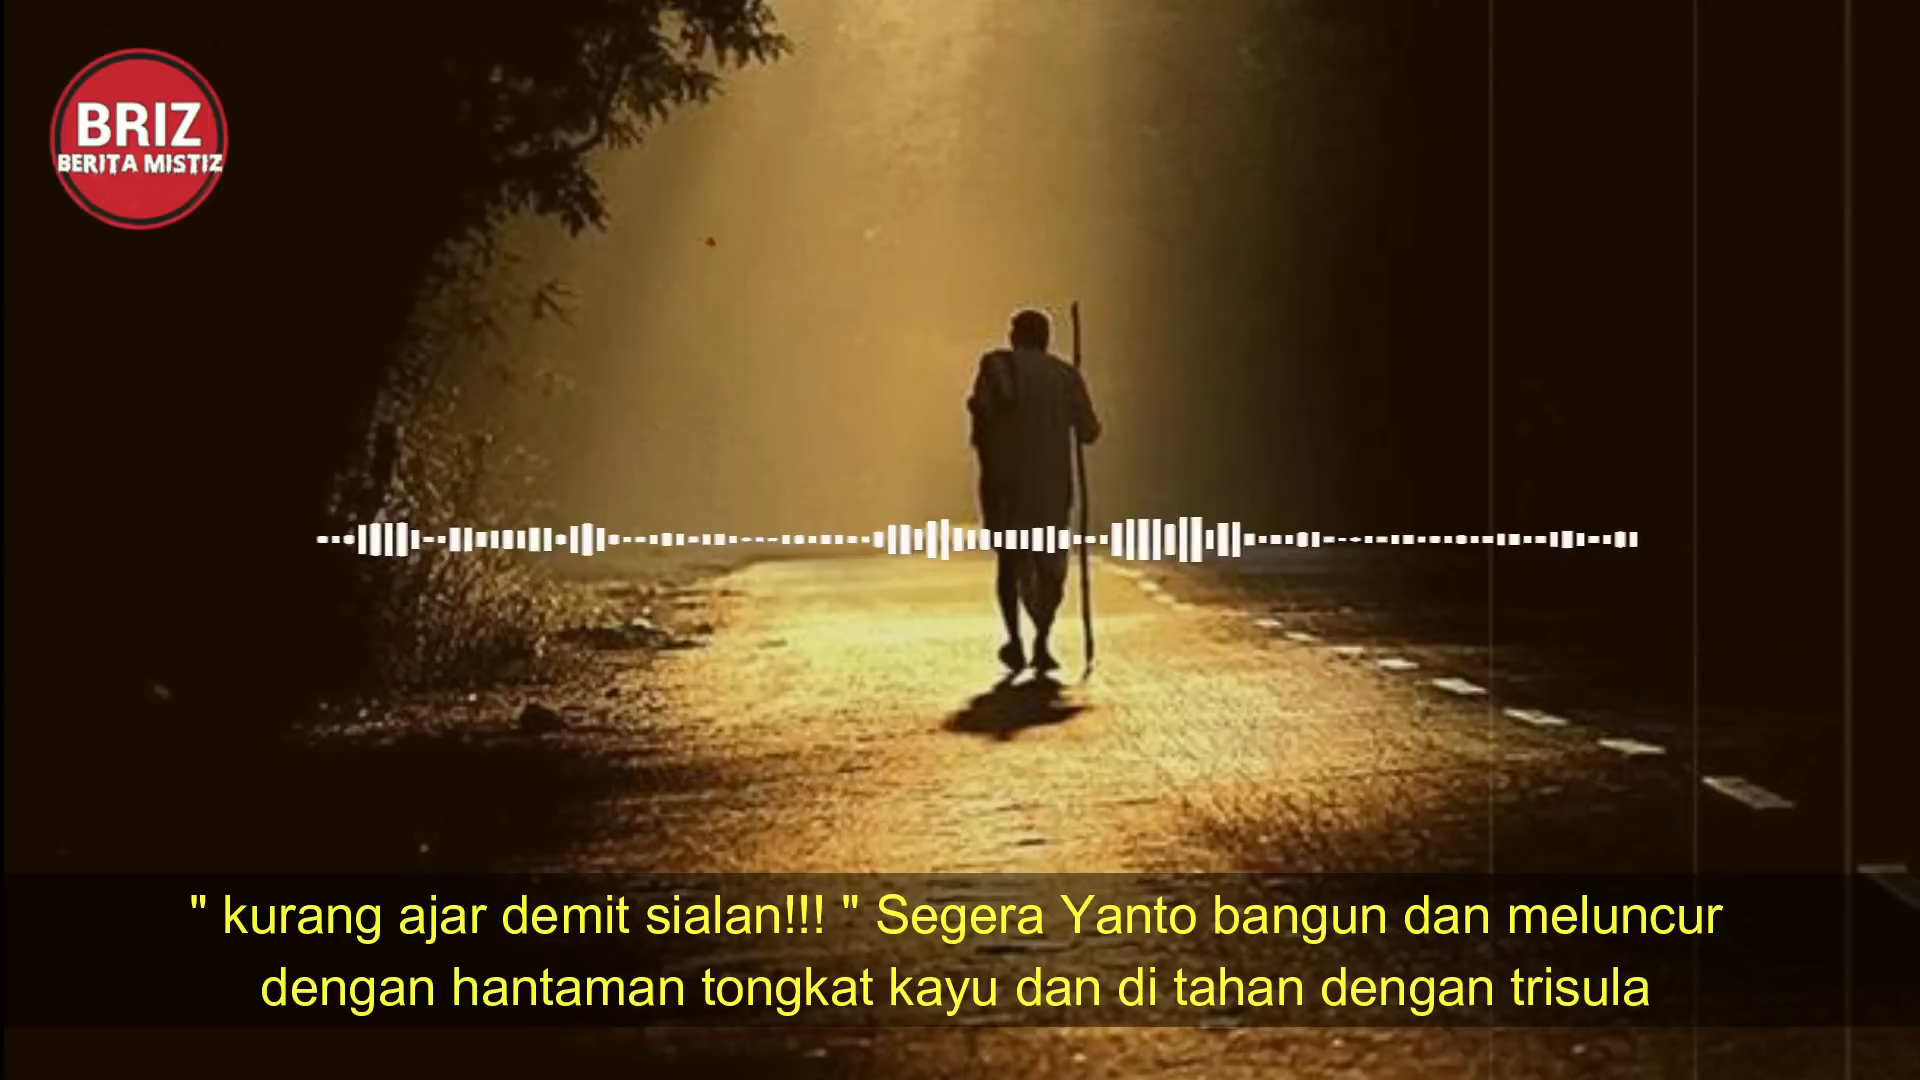 BRIZ
BERITA MISTIZ
" kurang ajar demit sialan!!! " Segera Yanto bangun dan meluncur
dengan hantaman tongkat kayu dan di tahan dengan trisula